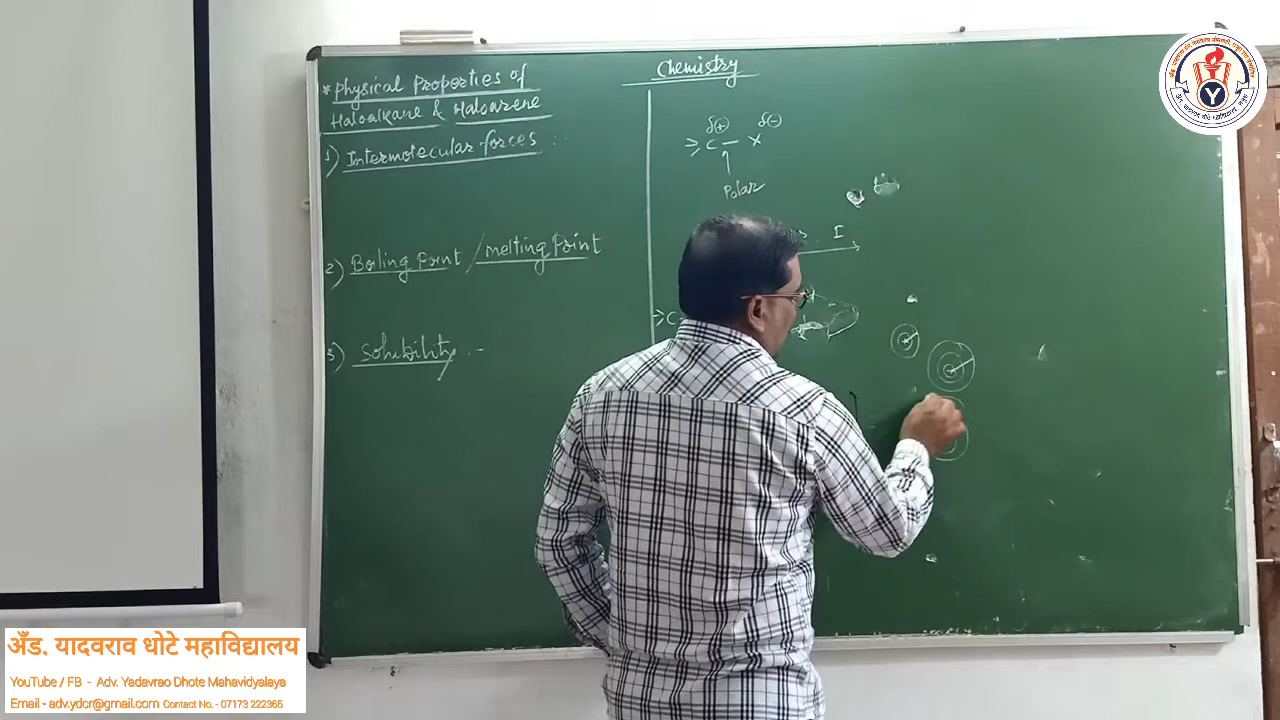 * Physical Properties of
Haloalkane & Haloarene
1) Intermolecular forces :-
2) Boiling Point / melting Point
3) Solubility :-
Chemistry
δ(+) δ(-)
C — X
Polar
I
C
Y
अँड. यादवराव धोटे महाविद्यालय
YouTube / FB - Adv. Yadavrao Dhote Mahavidyalaya
Email - adv.ydcr@gmail.com Contact No. - 07173 222365